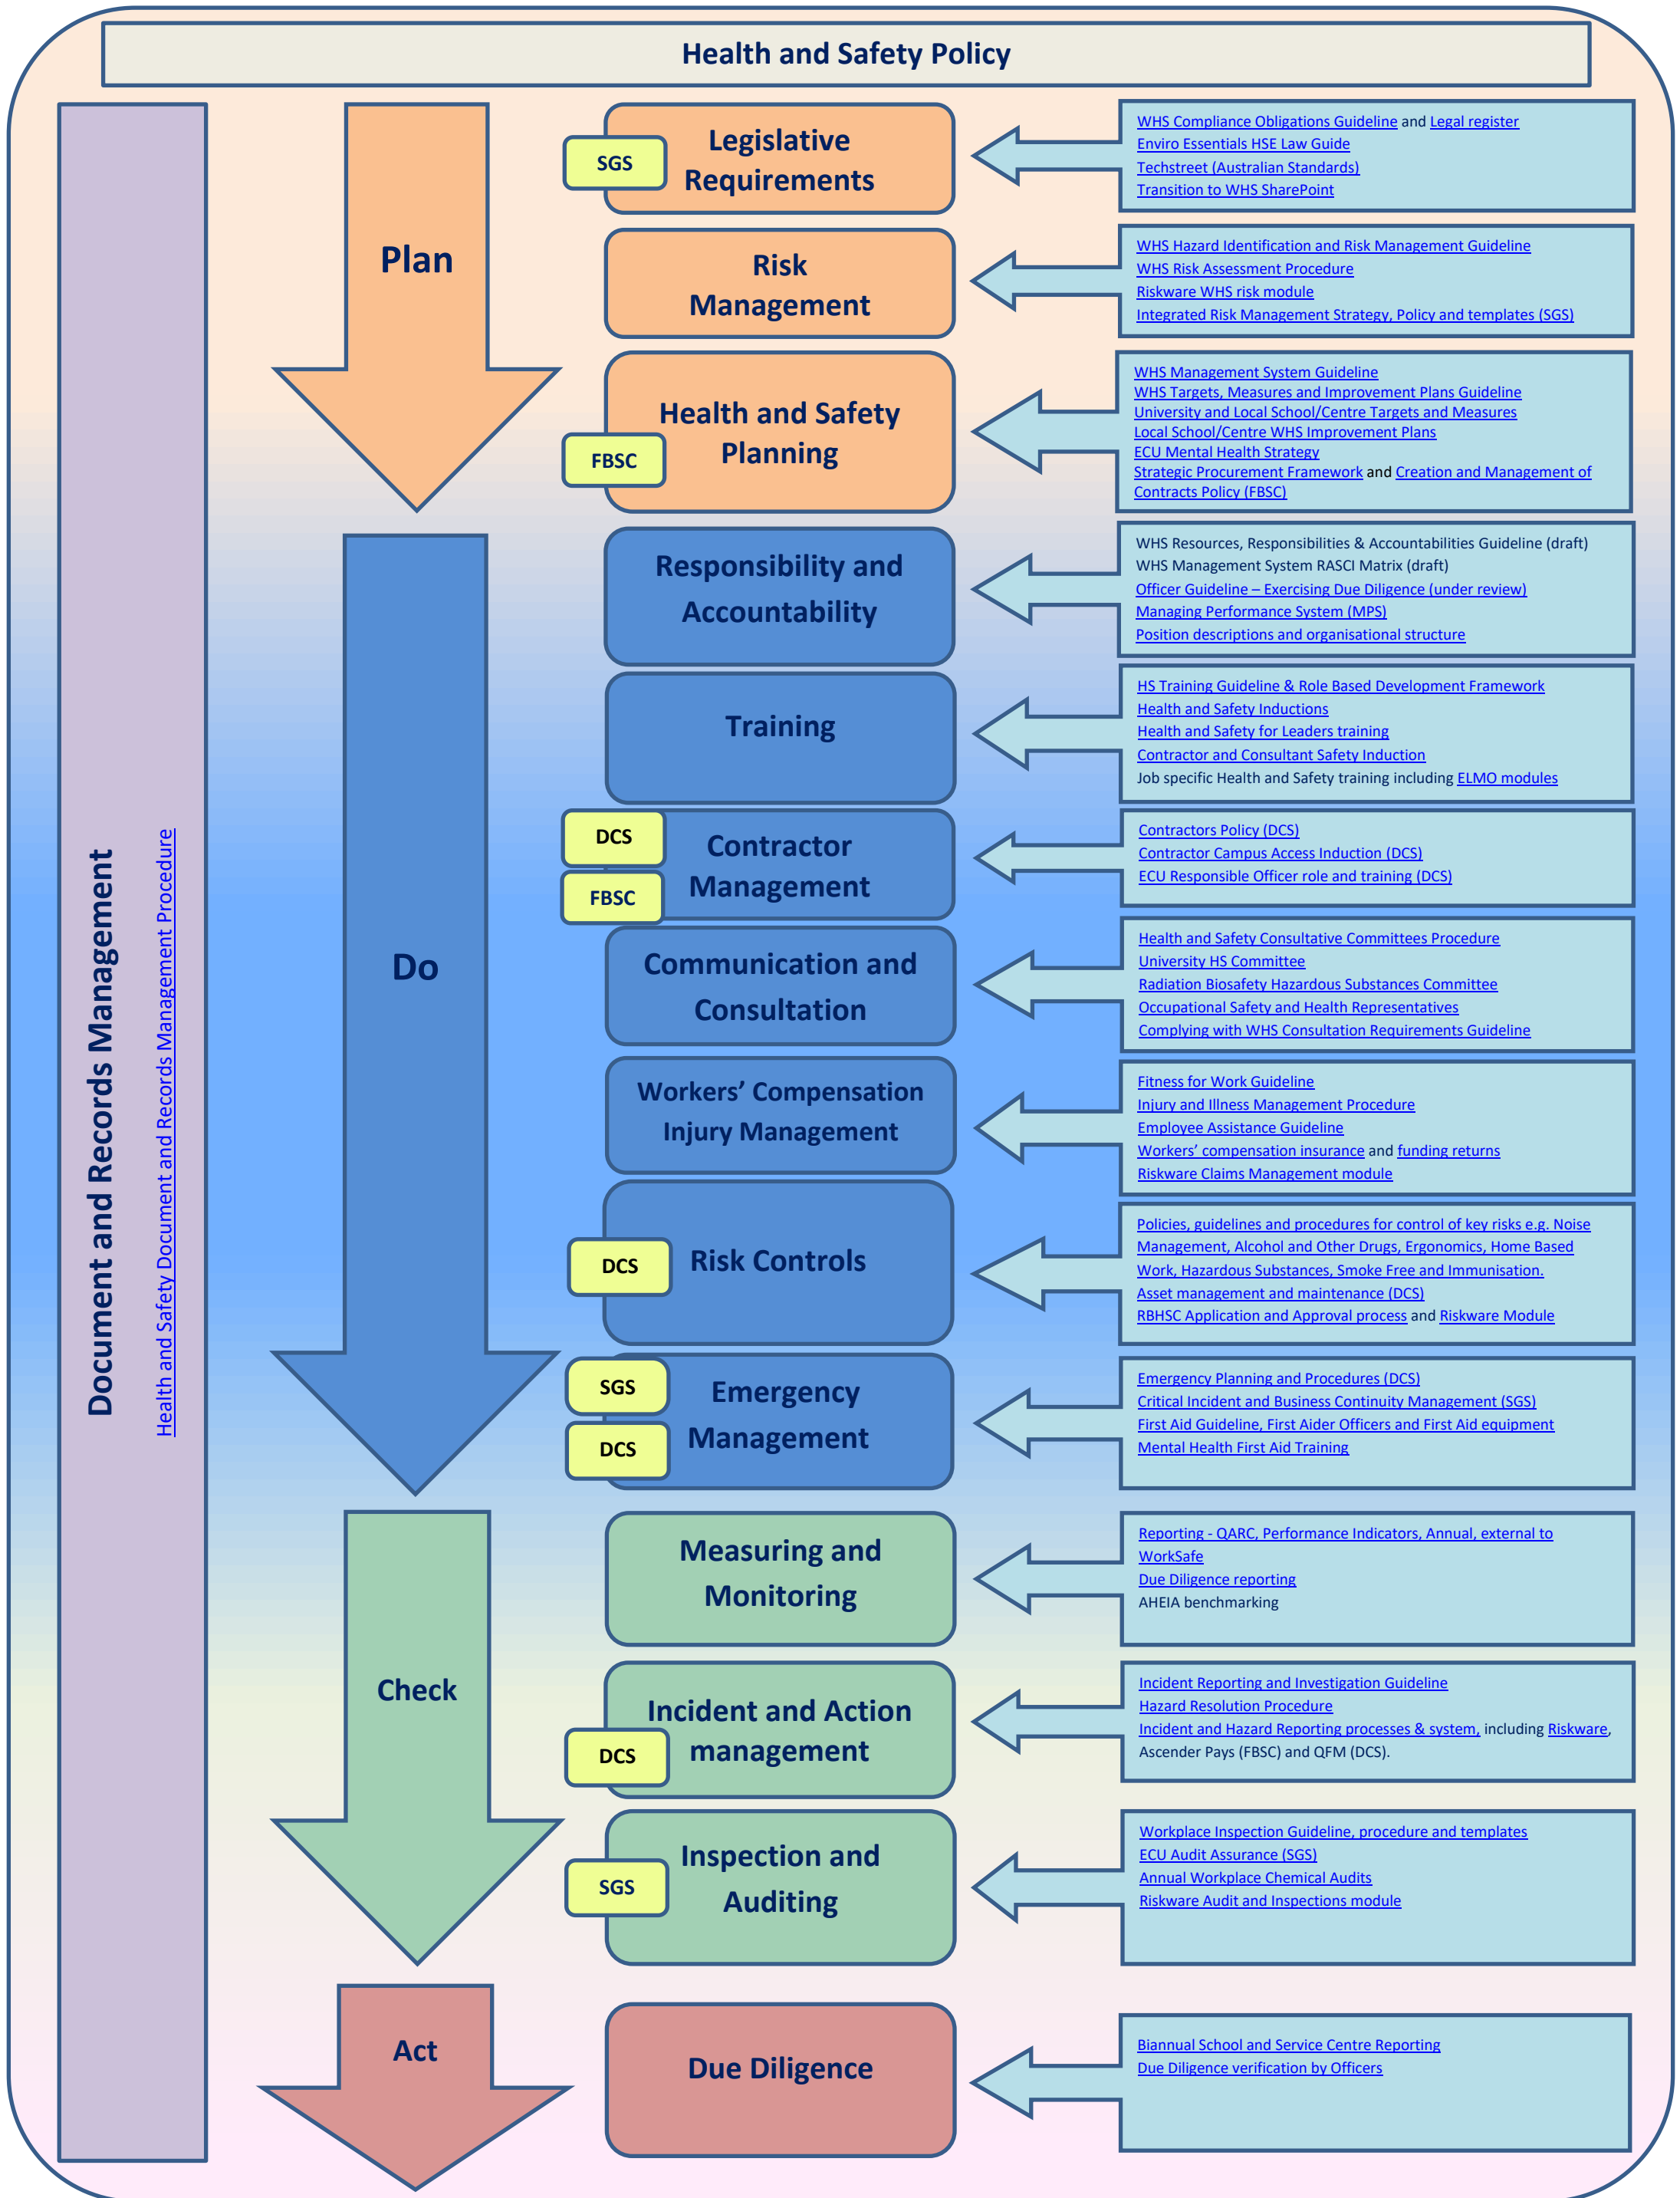 Health and Safety Policy
Document and Records Management
Health and Safety Document and Records Management Procedure
Plan
SGS
Legislative
Requirements
WHS Compliance Obligations Guideline and Legal register
Enviro Essentials HSE Law Guide
Techstreet (Australian Standards)
Transition to WHS SharePoint
Risk
Management
WHS Hazard Identification and Risk Management Guideline
WHS Risk Assessment Procedure
Riskware WHS risk module
Integrated Risk Management Strategy, Policy and templates (SGS)
Health and Safety
Planning
FBSC
WHS Management System Guideline
WHS Targets, Measures and Improvement Plans Guideline
University and Local School/Centre Targets and Measures
Local School/Centre WHS Improvement Plans
ECU Mental Health Strategy
Strategic Procurement Framework and Creation and Management of
Contracts Policy (FBSC)
Do
Responsibility and
Accountability
WHS Resources, Responsibilities & Accountabilities Guideline (draft)
WHS Management System RASCI Matrix (draft)
Officer Guideline – Exercising Due Diligence (under review)
Managing Performance System (MPS)
Position descriptions and organisational structure
Training
HS Training Guideline & Role Based Development Framework
Health and Safety Inductions
Health and Safety for Leaders training
Contractor and Consultant Safety Induction
Job specific Health and Safety training including ELMO modules
DCS
FBSC
Contractor
Management
Contractors Policy (DCS)
Contractor Campus Access Induction (DCS)
ECU Responsible Officer role and training (DCS)
Communication and
Consultation
Health and Safety Consultative Committees Procedure
University HS Committee
Radiation Biosafety Hazardous Substances Committee
Occupational Safety and Health Representatives
Complying with WHS Consultation Requirements Guideline
Workers’ Compensation
Injury Management
Fitness for Work Guideline
Injury and Illness Management Procedure
Employee Assistance Guideline
Workers’ compensation insurance and funding returns
Riskware Claims Management module
DCS
Risk Controls
Policies, guidelines and procedures for control of key risks e.g. Noise
Management, Alcohol and Other Drugs, Ergonomics, Home Based
Work, Hazardous Substances, Smoke Free and Immunisation.
Asset management and maintenance (DCS)
RBHSC Application and Approval process and Riskware Module
SGS
DCS
Emergency
Management
Emergency Planning and Procedures (DCS)
Critical Incident and Business Continuity Management (SGS)
First Aid Guideline, First Aider Officers and First Aid equipment
Mental Health First Aid Training
Check
Measuring and
Monitoring
Reporting - QARC, Performance Indicators, Annual, external to
WorkSafe
Due Diligence reporting
AHEIA benchmarking
Incident and Action
management
DCS
Incident Reporting and Investigation Guideline
Hazard Resolution Procedure
Incident and Hazard Reporting processes & system, including Riskware,
Ascender Pays (FBSC) and QFM (DCS).
SGS
Inspection and
Auditing
Workplace Inspection Guideline, procedure and templates
ECU Audit Assurance (SGS)
Annual Workplace Chemical Audits
Riskware Audit and Inspections module
Act
Due Diligence
Biannual School and Service Centre Reporting
Due Diligence verification by Officers